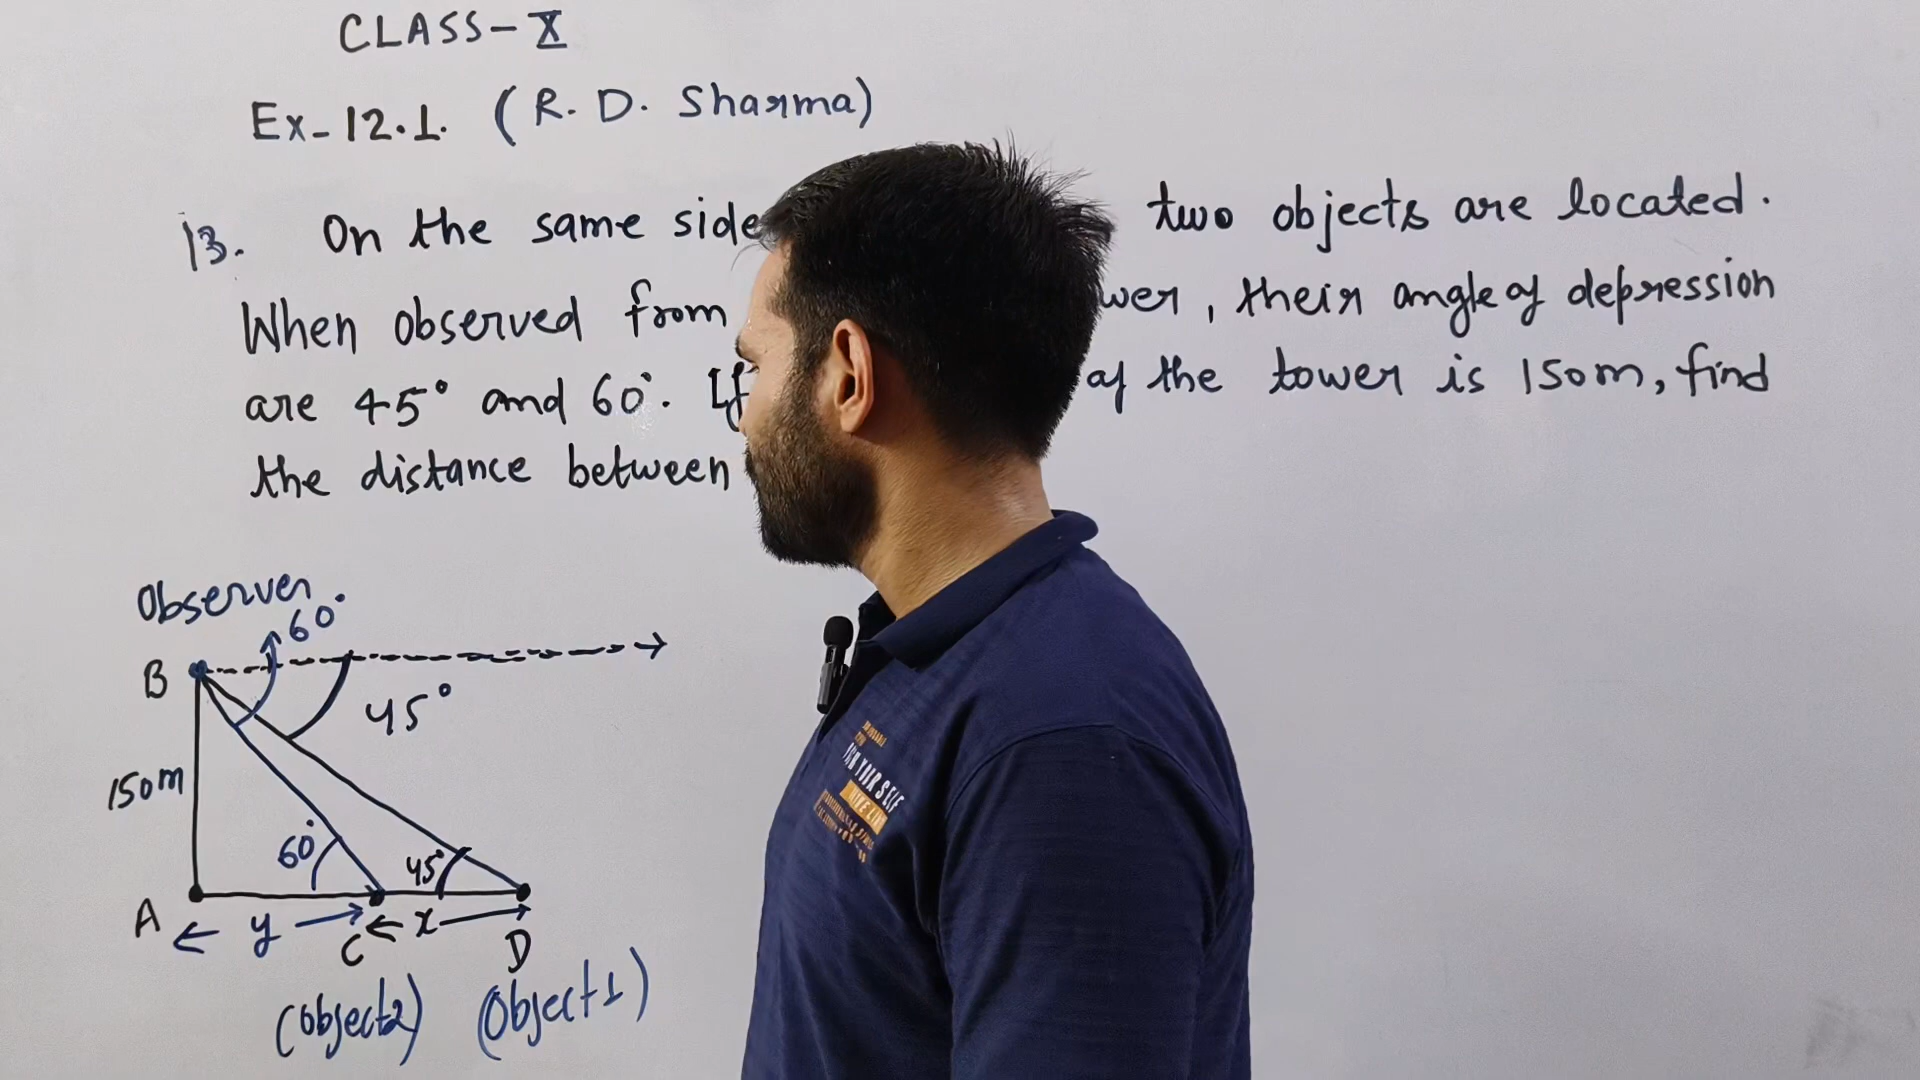 CLASS-X
Ex-12.1. (R. D. Sharma)
13. On the same side two objects are located.
When observed from wer, their angle of depression
are 45° and 60°. If of the tower is 150m, find
the distance between
Observer.
60°
B
45°
150m
60°
45°
A
y
C
x
D
(Object2) (Object1)